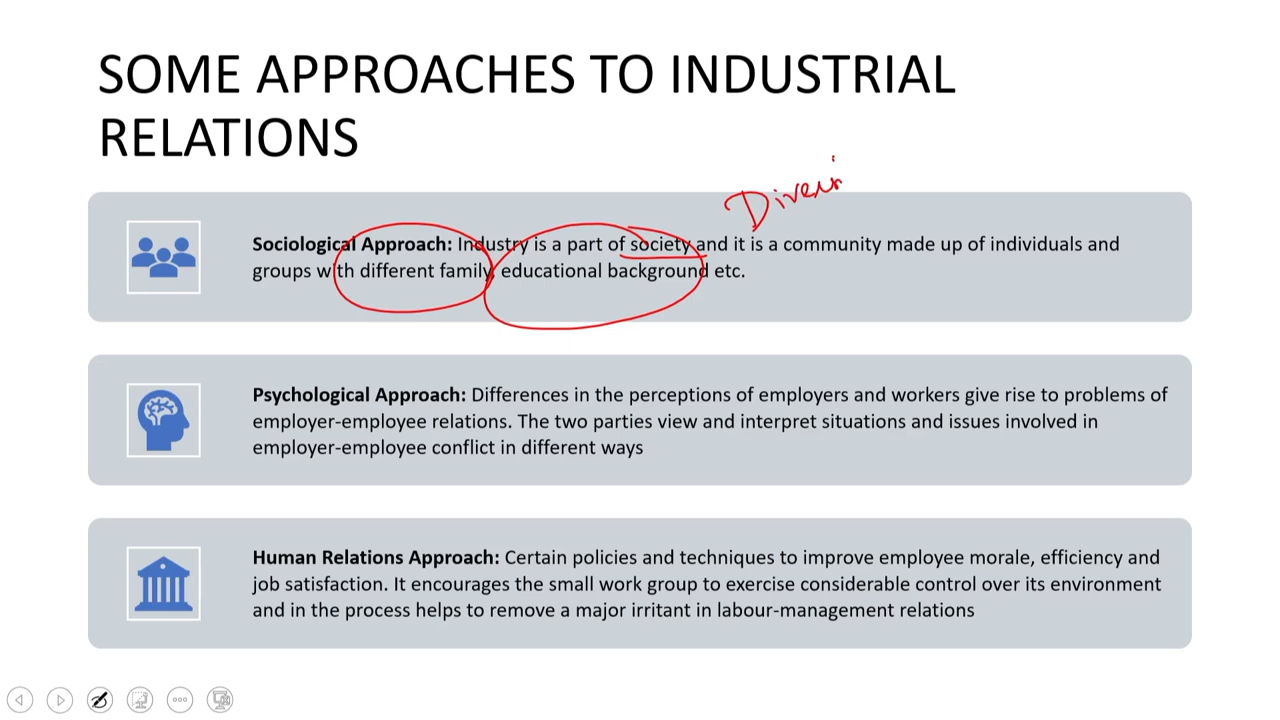 SOME APPROACHES TO INDUSTRIAL
RELATIONS
Sociological Approach: Industry is a part of society and it is a community made up of individuals and
groups with different family, educational background etc.
Psychological Approach: Differences in the perceptions of employers and workers give rise to problems of
employer-employee relations. The two parties view and interpret situations and issues involved in
employer-employee conflict in different ways
Human Relations Approach: Certain policies and techniques to improve employee morale, efficiency and
job satisfaction. It encourages the small work group to exercise considerable control over its environment
and in the process helps to remove a major irritant in labour-management relations